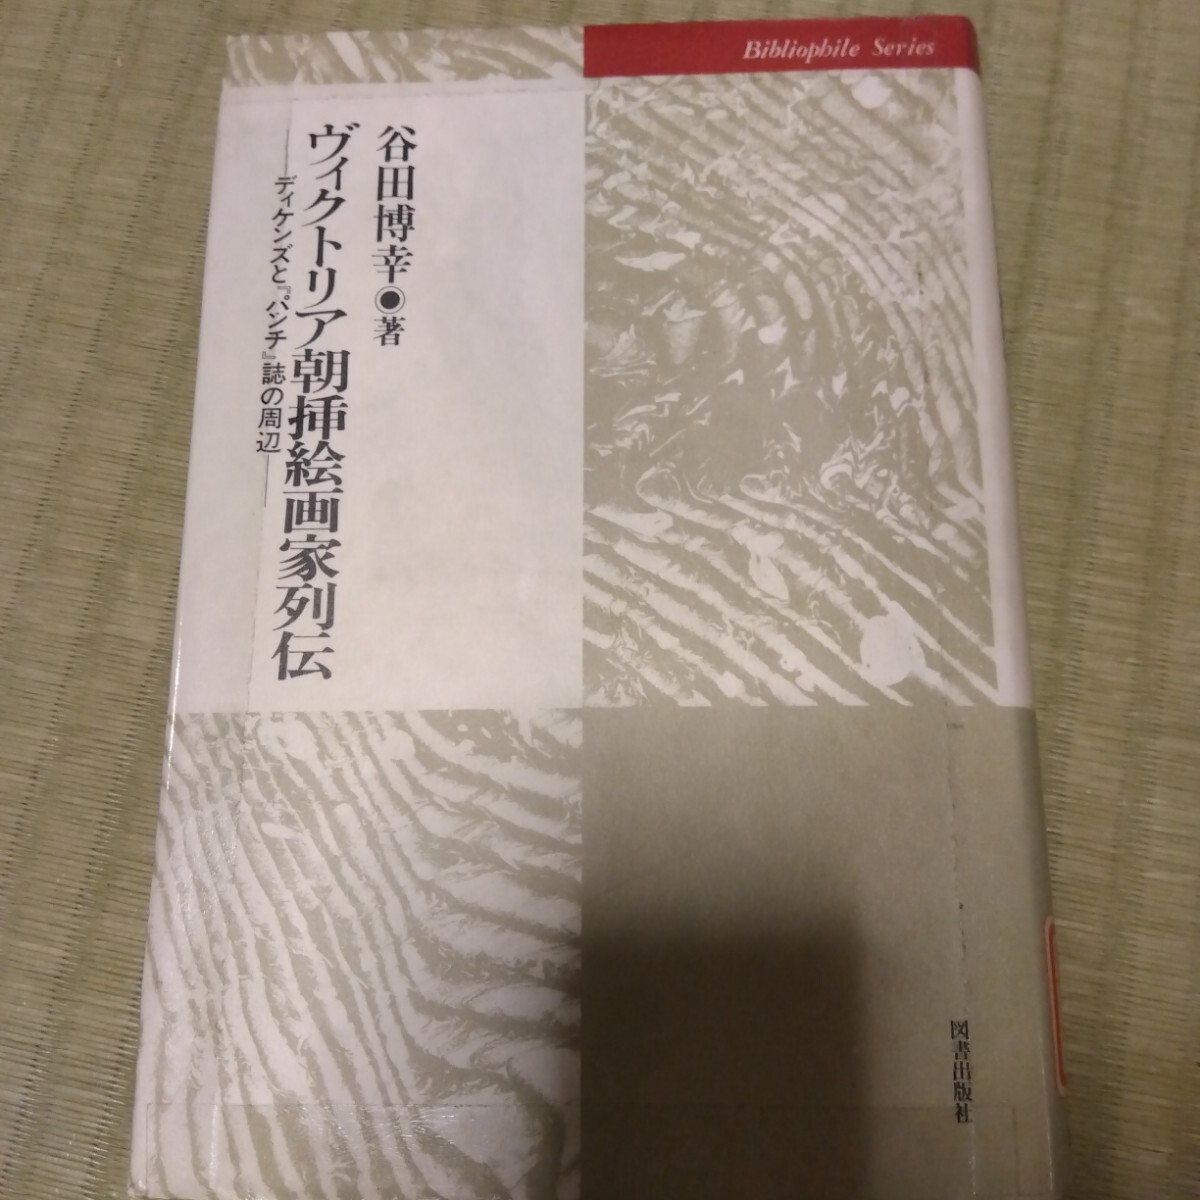 Bibliophile Series
谷田博幸◉著
ヴィクトリア朝挿絵画家列伝
──ディケンズと『パンチ』誌の周辺──
図書出版社